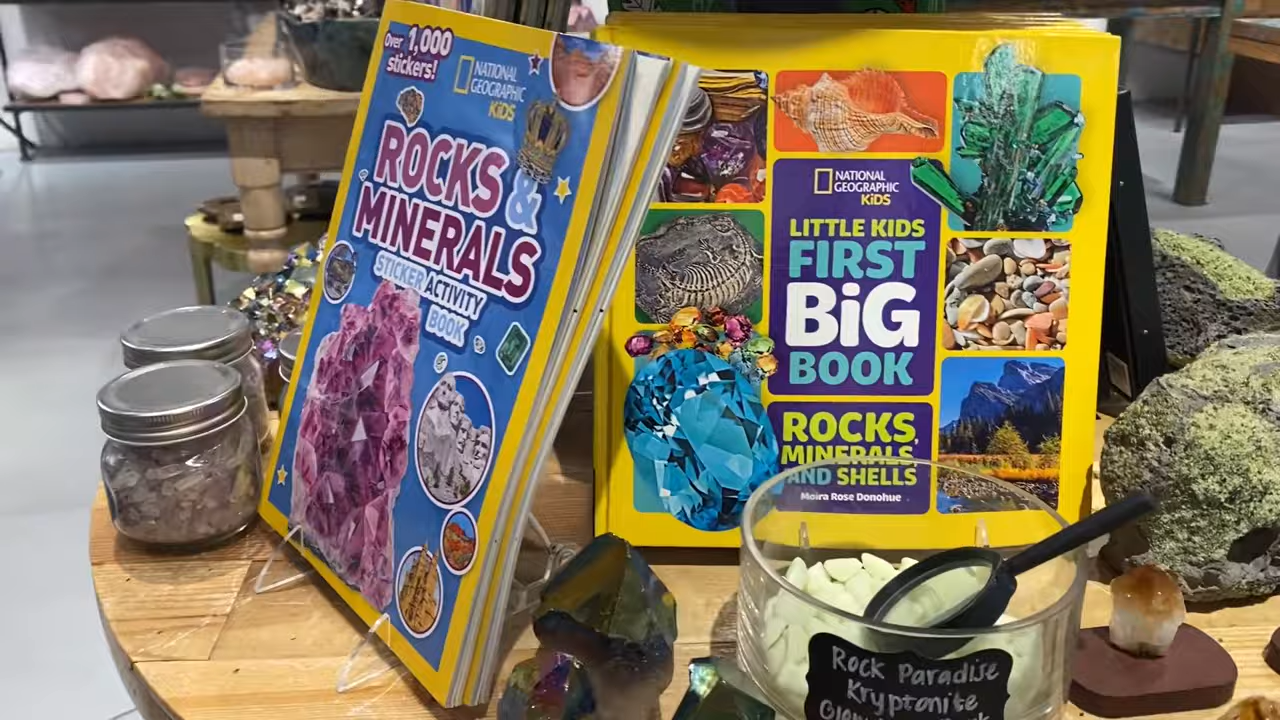 Over 1,000
stickers!
NATIONAL
GEOGRAPHIC
KiDS
ROCKS &
MINERALS
STICKER ACTIVITY
BOOK
NATIONAL
GEOGRAPHIC
KiDS
LITTLE KIDS
FIRST
BiG
BOOK
ROCKS,
MINERALS,
AND SHELLS
Moira Rose Donohue
Rock Paradise
Kryptonite